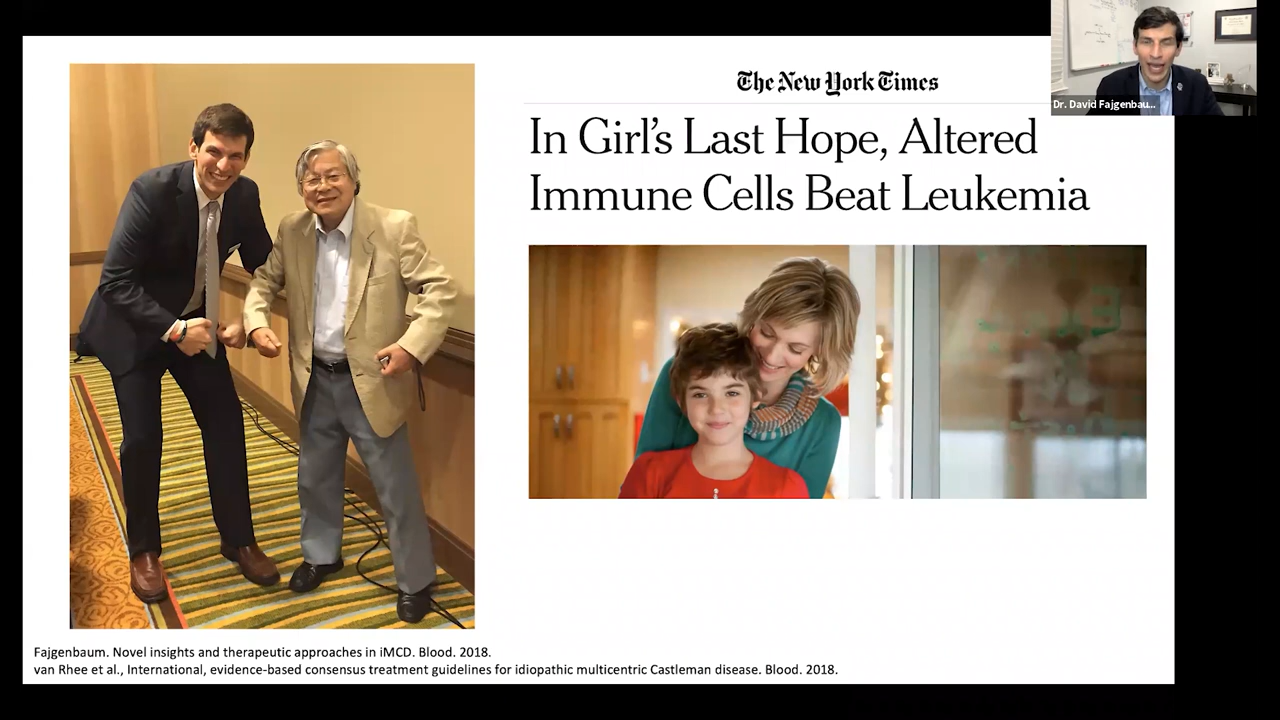 The New York Times
Dr. David Fajgenbau...
In Girl's Last Hope, Altered
Immune Cells Beat Leukemia
Fajgenbaum. Novel insights and therapeutic approaches in iMCD. Blood. 2018.
van Rhee et al., International, evidence-based consensus treatment guidelines for idiopathic multicentric Castleman disease. Blood. 2018.